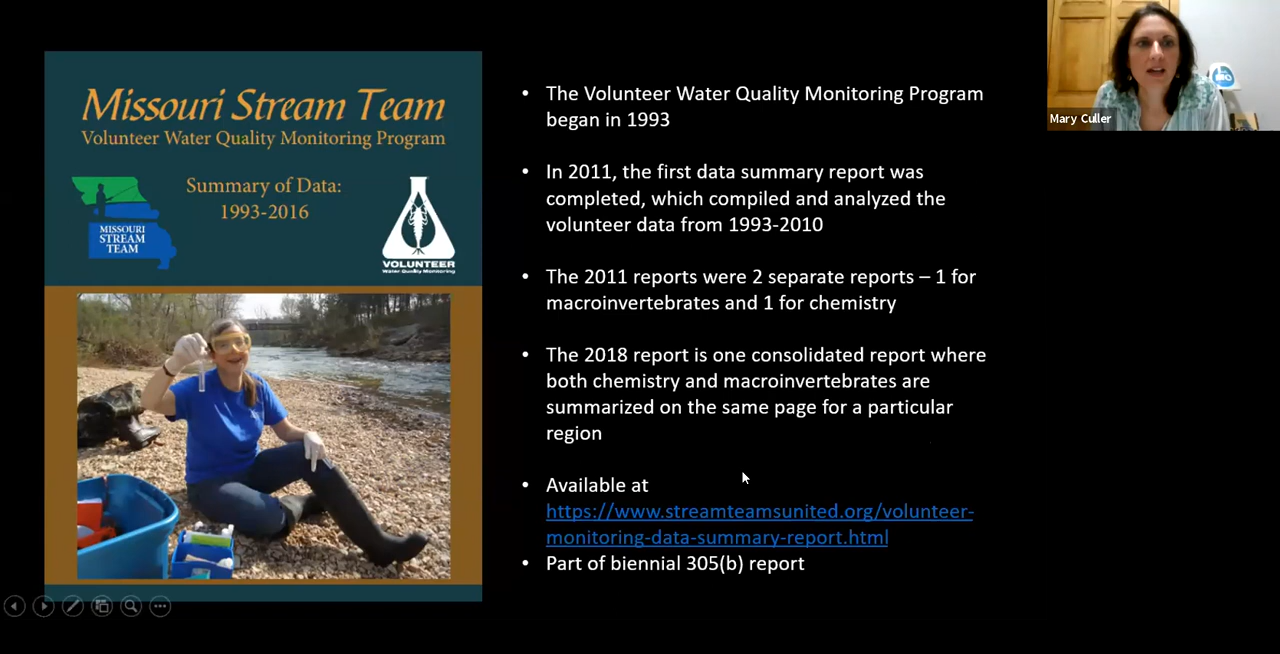 Missouri Stream Team
Volunteer Water Quality Monitoring Program
Summary of Data:
1993-2016
MISSOURI
STREAM
TEAM
VOLUNTEER
Water Quality Monitoring
• The Volunteer Water Quality Monitoring Program
began in 1993
• In 2011, the first data summary report was
completed, which compiled and analyzed the
volunteer data from 1993-2010
• The 2011 reports were 2 separate reports – 1 for
macroinvertebrates and 1 for chemistry
• The 2018 report is one consolidated report where
both chemistry and macroinvertebrates are
summarized on the same page for a particular
region
• Available at
https://www.streamteamsunited.org/volunteer-
monitoring-data-summary-report.html
• Part of biennial 305(b) report
Mary Culler